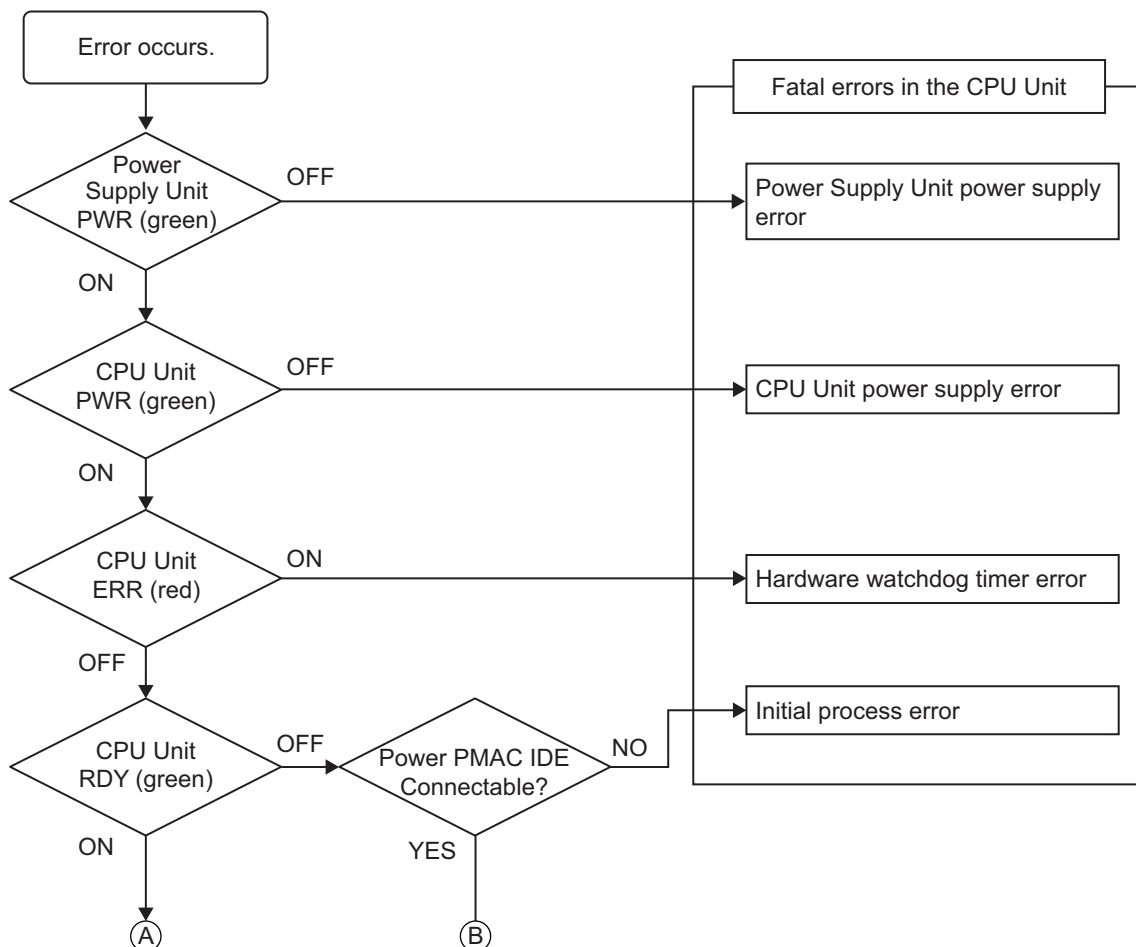 Error occurs.
Fatal errors in the CPU Unit
Power
Supply Unit
PWR (green)
OFF
Power Supply Unit power supply
error
ON
CPU Unit
PWR (green)
OFF
CPU Unit power supply error
ON
CPU Unit
ERR (red)
ON
Hardware watchdog timer error
OFF
CPU Unit
RDY (green)
OFF
Power PMAC IDE
Connectable?
NO
Initial process error
ON
YES
A
B